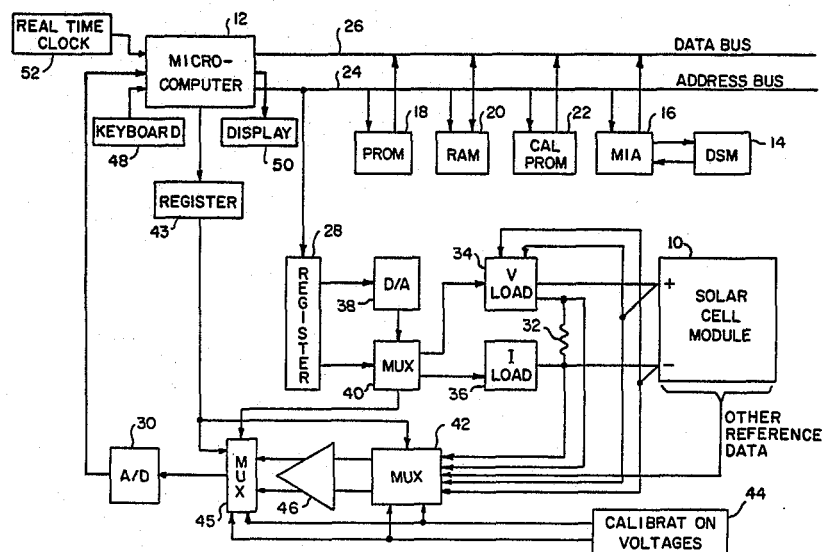 REAL TIME
CLOCK
52
12
MICRO-
COMPUTER
26
DATA BUS
24
ADDRESS BUS
KEYBOARD
48
DISPLAY
50
18
PROM
20
RAM
22
CAL
PROM
16
MIA
DSM
14
REGISTER
43
28
REGISTER
D/A
38
MUX
40
34
V
LOAD
32
I
LOAD
36
10
SOLAR
CELL
MODULE
+
−
OTHER
REFERENCE
DATA
30
A/D
MUX
45
46
42
MUX
44
CALIBRAT ON
VOLTAGES